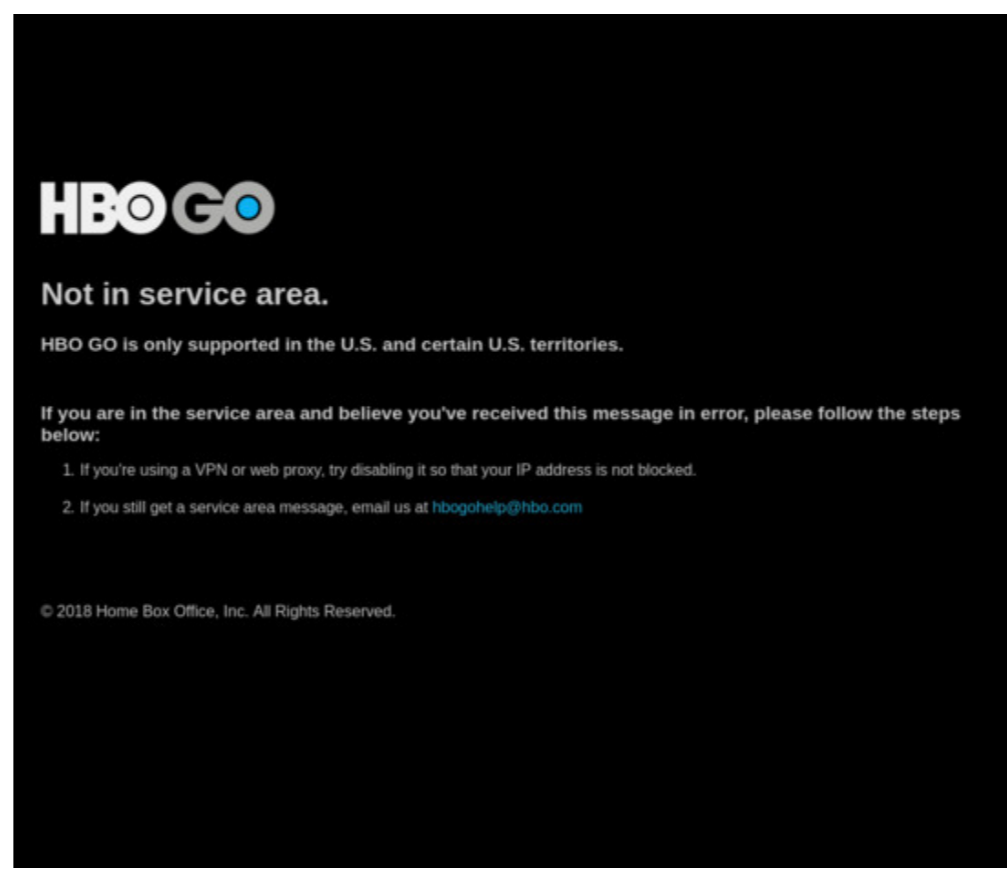 HBO GO
Not in service area.
HBO GO is only supported in the U.S. and certain U.S. territories.
If you are in the service area and believe you've received this message in error, please follow the steps
below:
1. If you're using a VPN or web proxy, try disabling it so that your IP address is not blocked.
2. If you still get a service area message, email us at hbogohelp@hbo.com
© 2018 Home Box Office, Inc. All Rights Reserved.